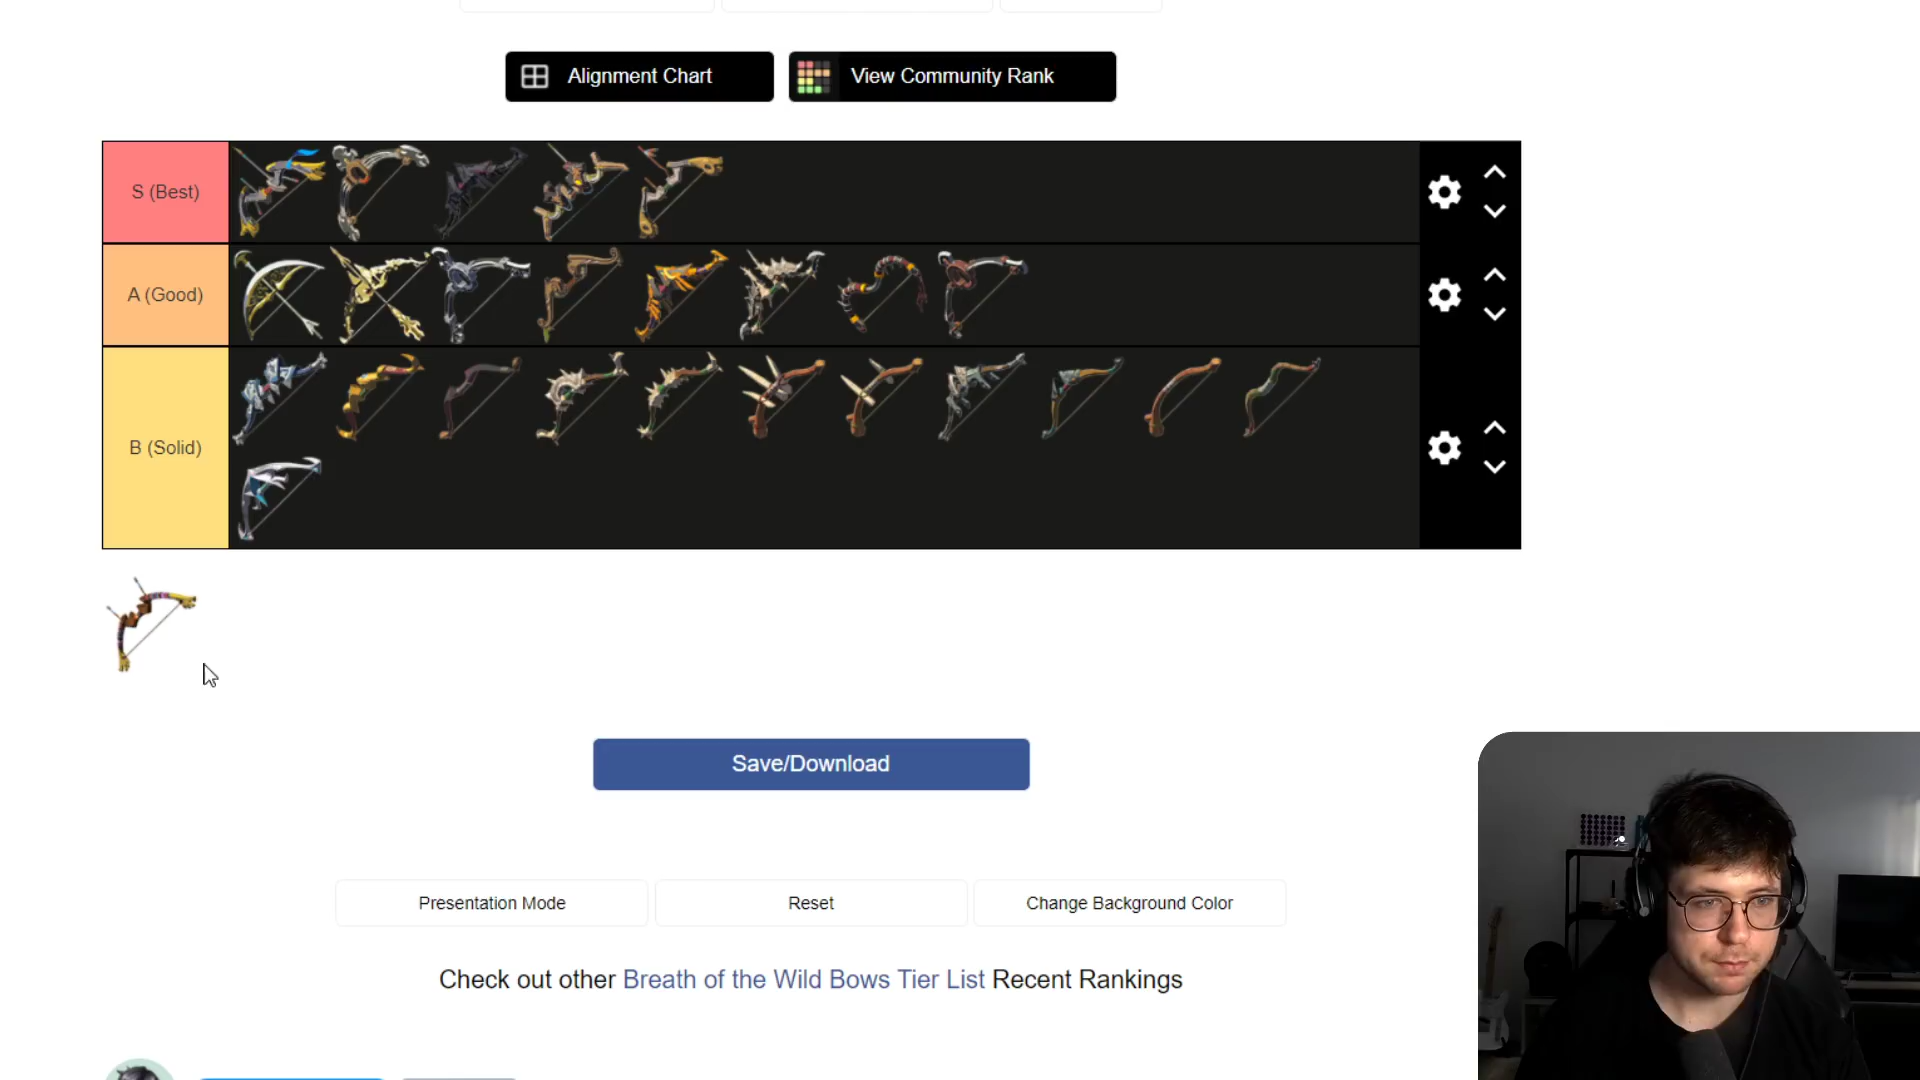 Alignment Chart
View Community Rank
S (Best)
A (Good)
B (Solid)
Save/Download
Presentation Mode
Reset
Change Background Color
Check out other Breath of the Wild Bows Tier List Recent Rankings